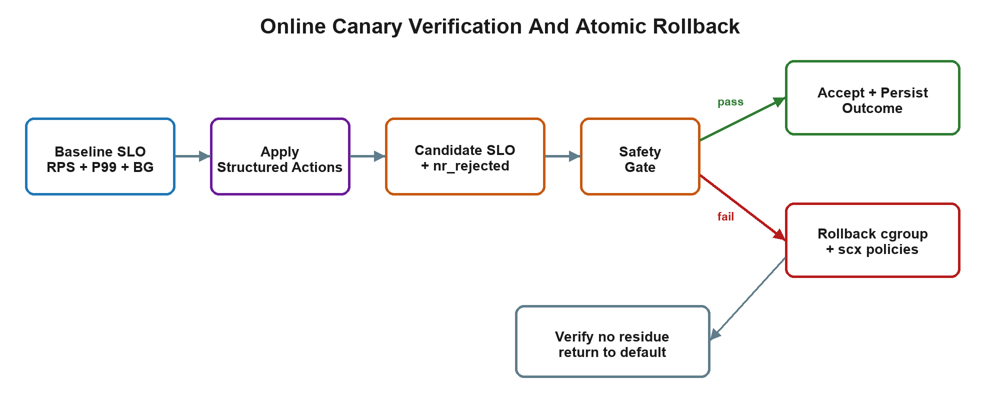 Online Canary Verification And Atomic Rollback
Baseline SLO
RPS + P99 + BG
Apply
Structured Actions
Candidate SLO
+ nr_rejected
Safety
Gate
pass
Accept + Persist
Outcome
fail
Rollback cgroup
+ scx policies
Verify no residue
return to default